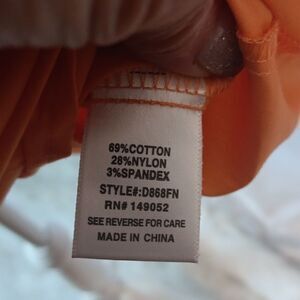 69%COTTON
28%NYLON
3%SPANDEX
STYLE#:D868FN
RN# 149052
SEE REVERSE FOR CARE
MADE IN CHINA